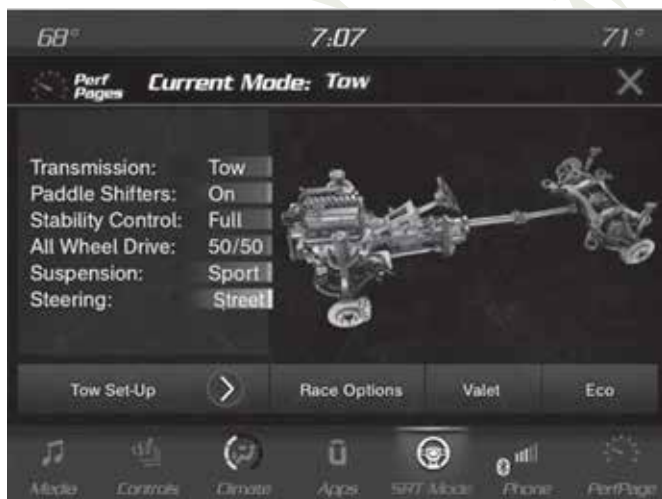 68° 7:07 71°
Perf Pages Current Mode: Tow
Transmission: Tow
Paddle Shifters: On
Stability Control: Full
All Wheel Drive: 50/50
Suspension: Sport
Steering: Street
Tow Set-Up Race Options Valet Eco
Media Controls Climate Apps SRT Mode Phone PerfPage